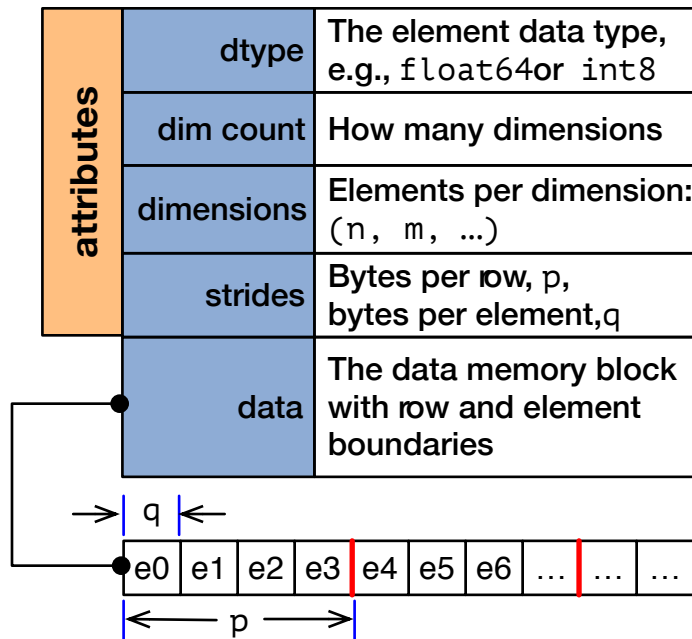 attributes
dtype
The element data type,
e.g., float64or int8
dim count
How many dimensions
dimensions
Elements per dimension:
(n, m, …)
strides
Bytes per row, p,
bytes per element,q
data
The data memory block
with row and element
boundaries
q
e0 e1 e2 e3 e4 e5 e6 … … …
p